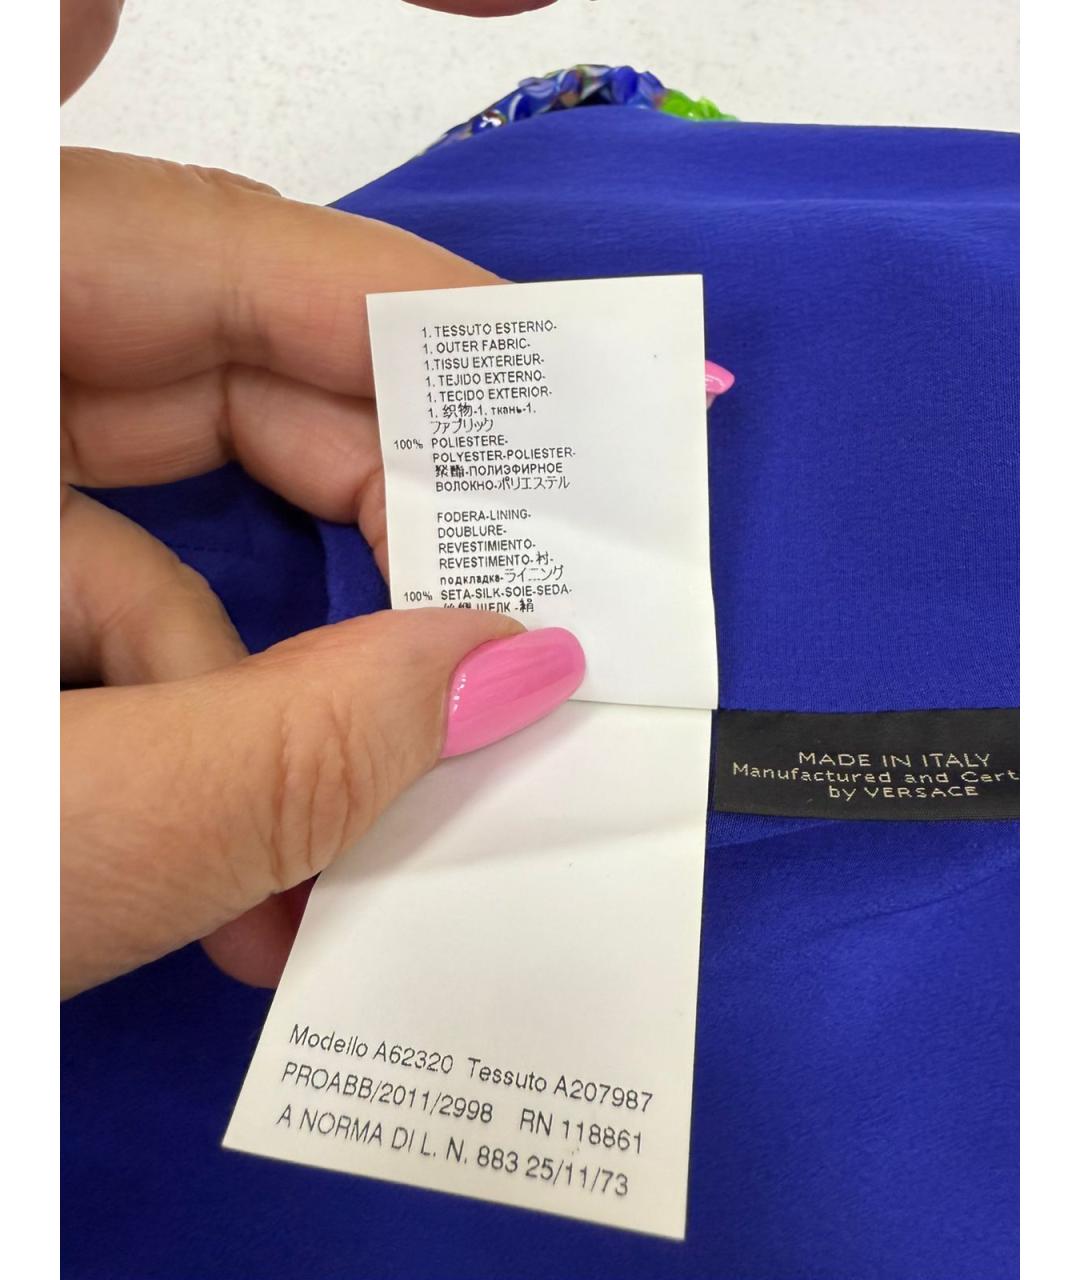 1. TESSUTO ESTERNO-
1. OUTER FABRIC-
1.TISSU EXTERIEUR-
1. TEJIDO EXTERNO-
1. TECIDO EXTERIOR-
1. 织物-1. ткань-1.
ファブリック
100% POLIESTERE-
POLYESTER-POLIESTER-
聚酯-ПОЛИЭФИРНОЕ
ВОЛОКНО-ポリエステル
FODERA-LINING-
DOUBLURE-
REVESTIMIENTO-
REVESTIMENTO-衬-
подкладка-ライニング
100% SETA-SILK-SOIE-SEDA-
ШЕЛК -絹
MADE IN ITALY
Manufactured and Cert
by VERSACE
Modello A62320 Tessuto A207987
PROABB/2011/2998 RN 118861
A NORMA DI L. N. 883 25/11/73